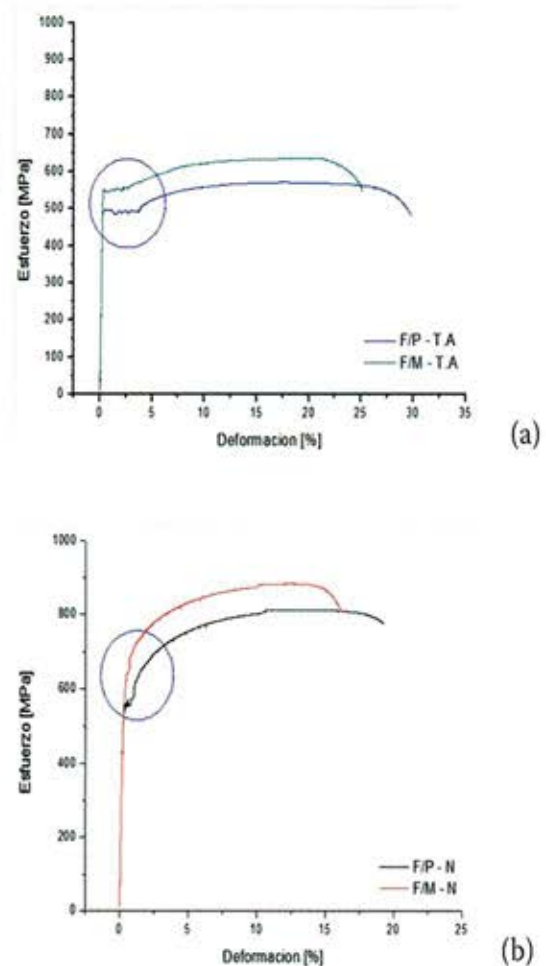 1000
900
800
700
600
500
400
300
200
100
0
Esfuerzo [MPa]
F/P - T.A
F/M - T.A
0 5 10 15 20 25 30 35
Deformacion [%]
(a)
1000
800
600
400
200
0
Esfuerzo [MPa]
F/P - N
F/M - N
0 5 10 15 20 25
Deformacion [%]
(b)